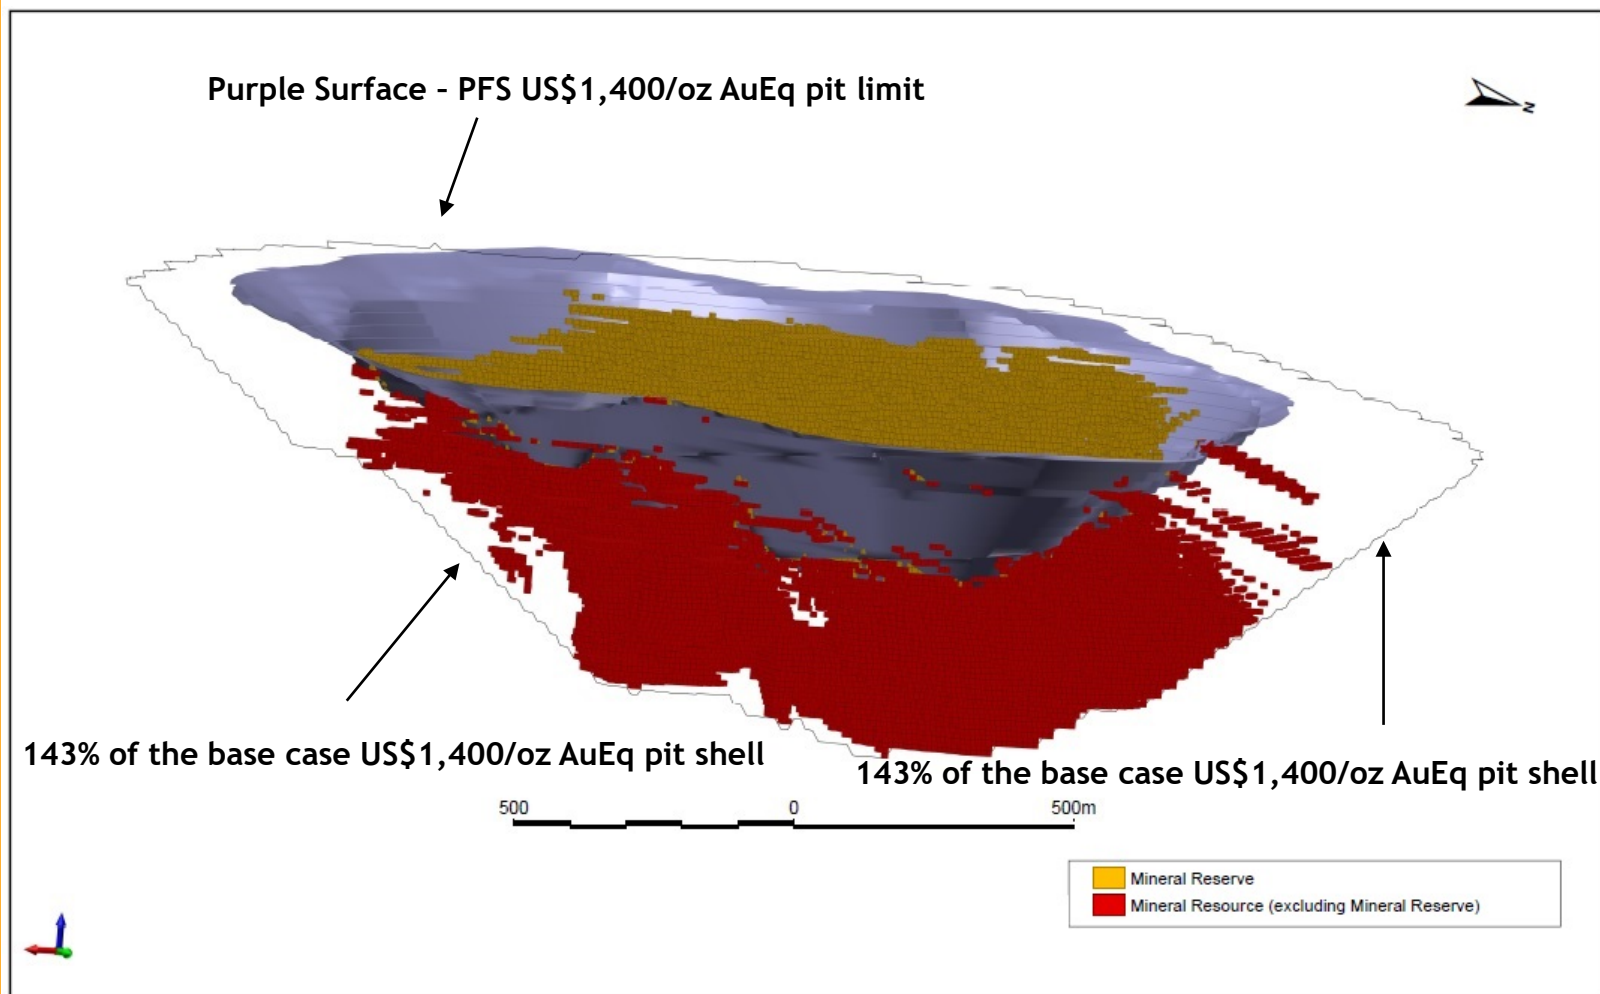 Purple Surface – PFS US$1,400/oz AuEq pit limit
N
143% of the base case US$1,400/oz AuEq pit shell
143% of the base case US$1,400/oz AuEq pit shell
500 0 500m
Mineral Reserve
Mineral Resource (excluding Mineral Reserve)